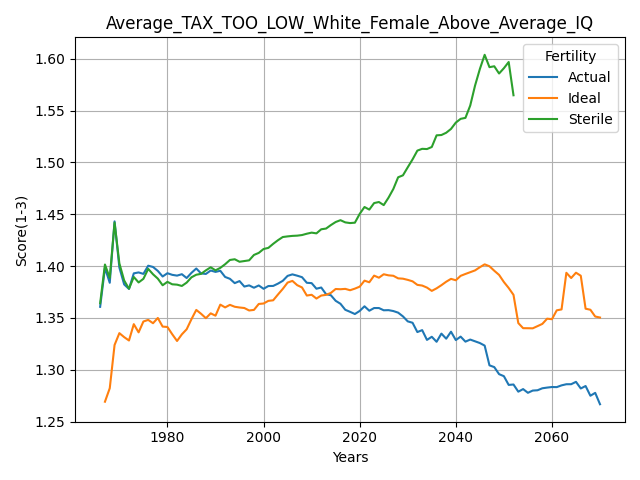 Average_TAX_TOO_LOW_White_Female_Above_Average_IQ
Score(1-3)
1.60
1.55
1.50
1.45
1.40
1.35
1.30
1.25
Fertility
Actual
Ideal
Sterile
1980 2000 2020 2040 2060
Years